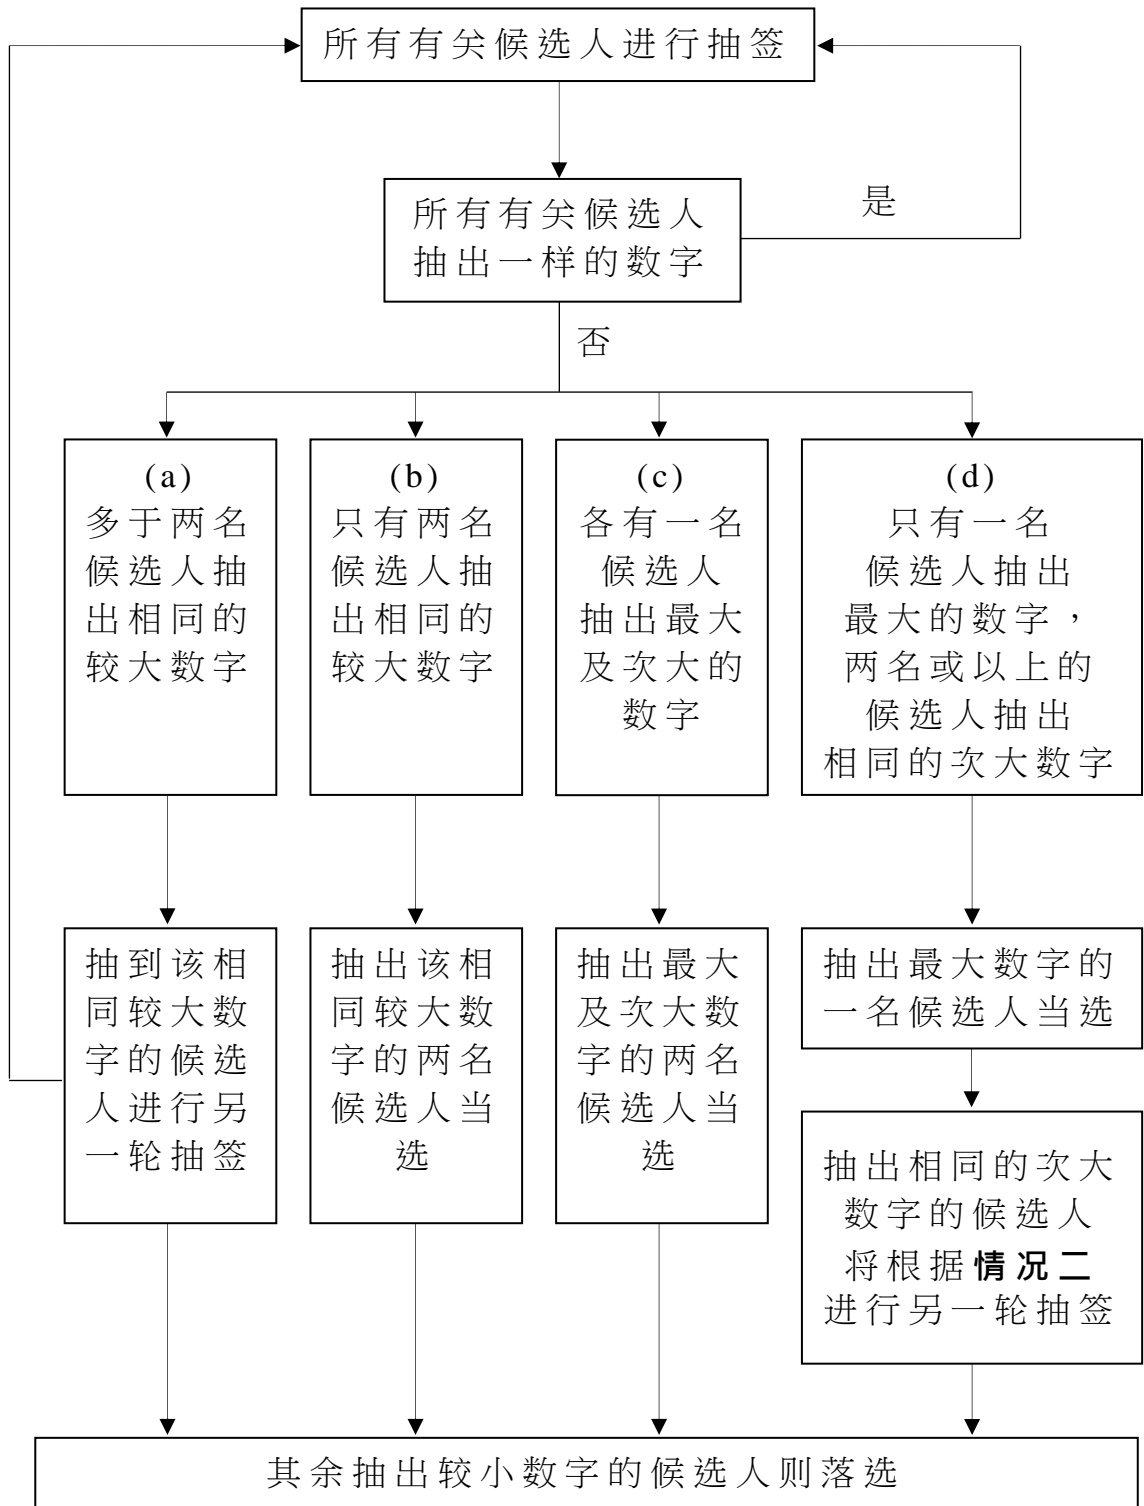 所有有关候选人进行抽签
所有有关候选人
抽出一样的数字
是
否
(a)
多于两名
候选人抽
出相同的
较大数字
(b)
只有两名
候选人抽
出相同的
较大数字
(c)
各有一名
候选人
抽出最大
及次大的
数字
(d)
只有一名
候选人抽出
最大的数字，
两名或以上的
候选人抽出
相同的次大数字
抽到该相
同较大数
字的候选
人进行另
一轮抽签
抽出该相
同较大数
字的两名
候选人当
选
抽出最大
及次大数
字的两名
候选人当
选
抽出最大数字的
一名候选人当选
抽出相同的次大
数字的候选人
将根据情况二
进行另一轮抽签
其余抽出较小数字的候选人则落选